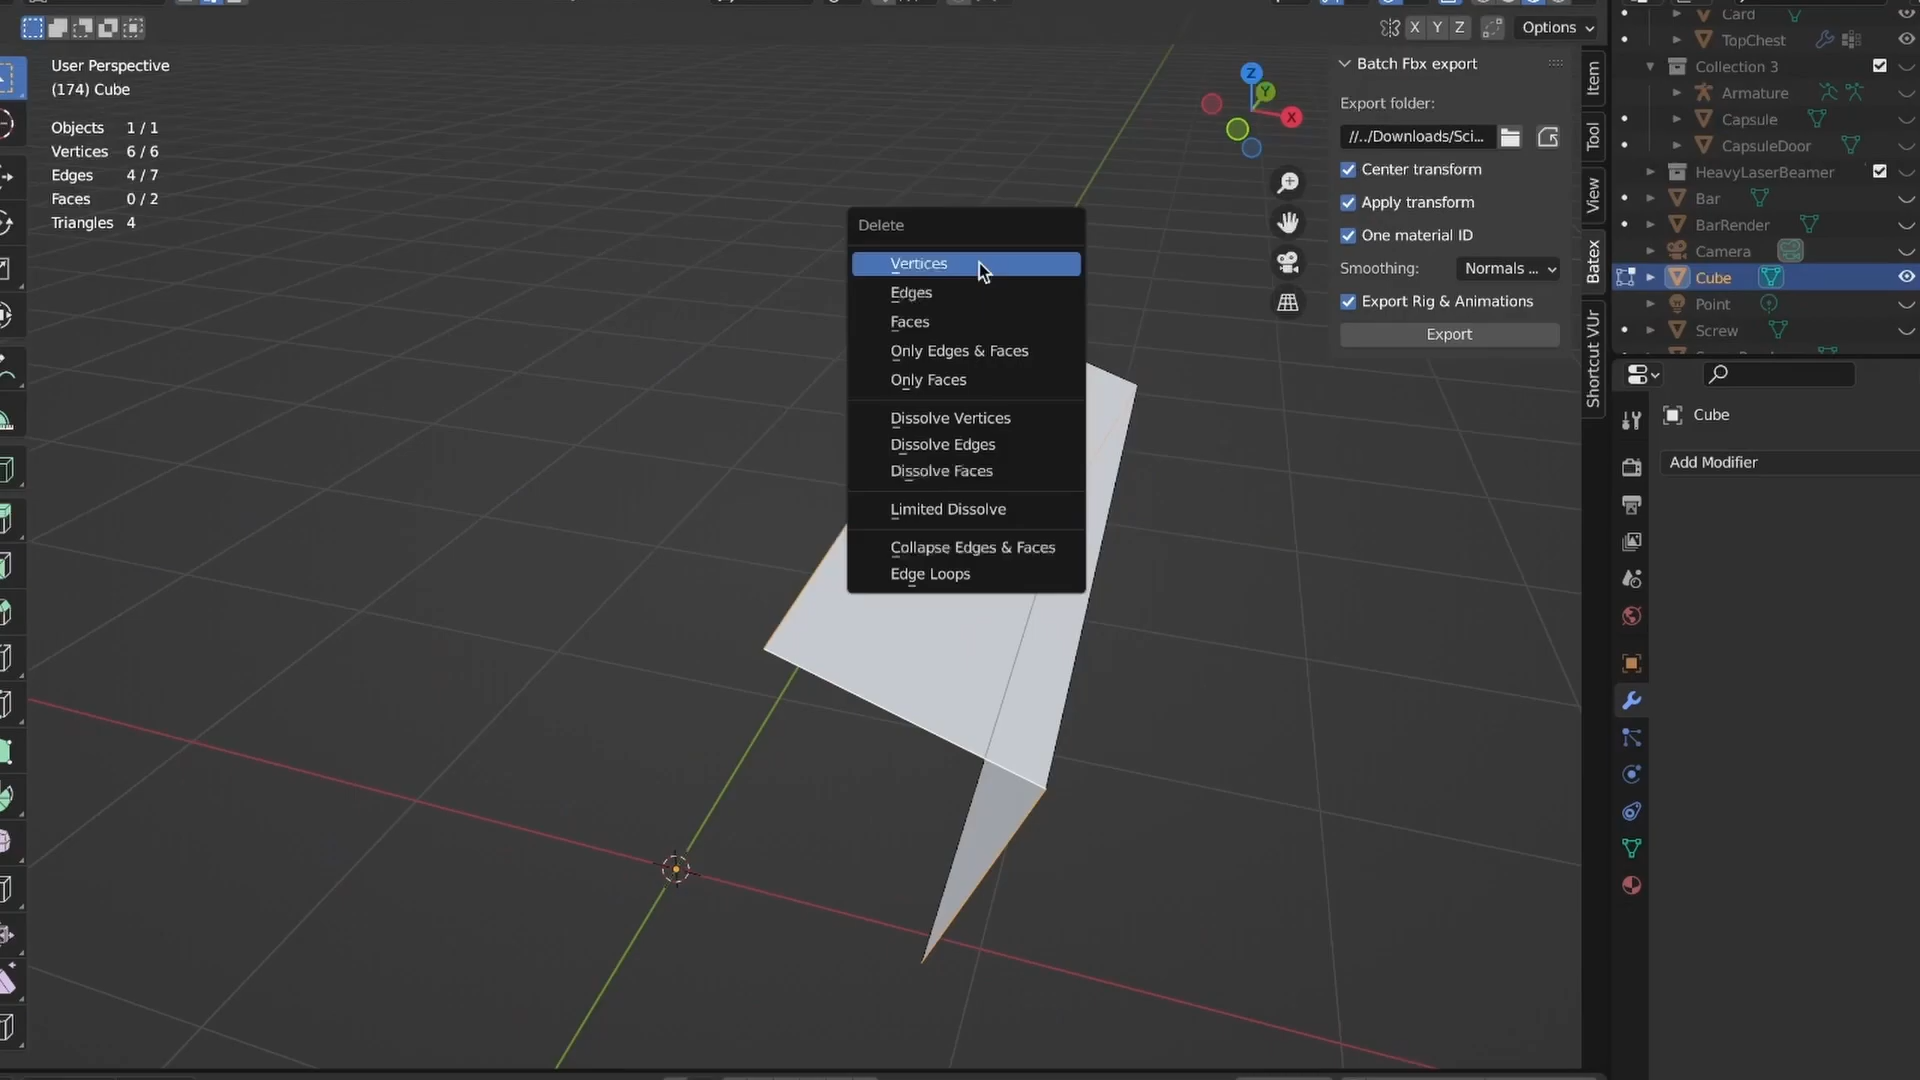 Options
X Y Z
User Perspective
(174) Cube
Objects 1 / 1
Vertices 6 / 6
Edges 4 / 7
Faces 0 / 2
Triangles 4
Z
Y
X
Delete
Vertices
Edges
Faces
Only Edges & Faces
Only Faces
Dissolve Vertices
Dissolve Edges
Dissolve Faces
Limited Dissolve
Collapse Edges & Faces
Edge Loops
Batch Fbx export
Export folder:
//../Downloads/Sci...
Center transform
Apply transform
One material ID
Smoothing: Normals ...
Export Rig & Animations
Export
Item
Tool
View
Batex
Shortcut VUr
Card
TopChest
Collection 3
Armature
Capsule
CapsuleDoor
HeavyLaserBeamer
Bar
BarRender
Camera
Cube
Point
Screw
Cube
Add Modifier